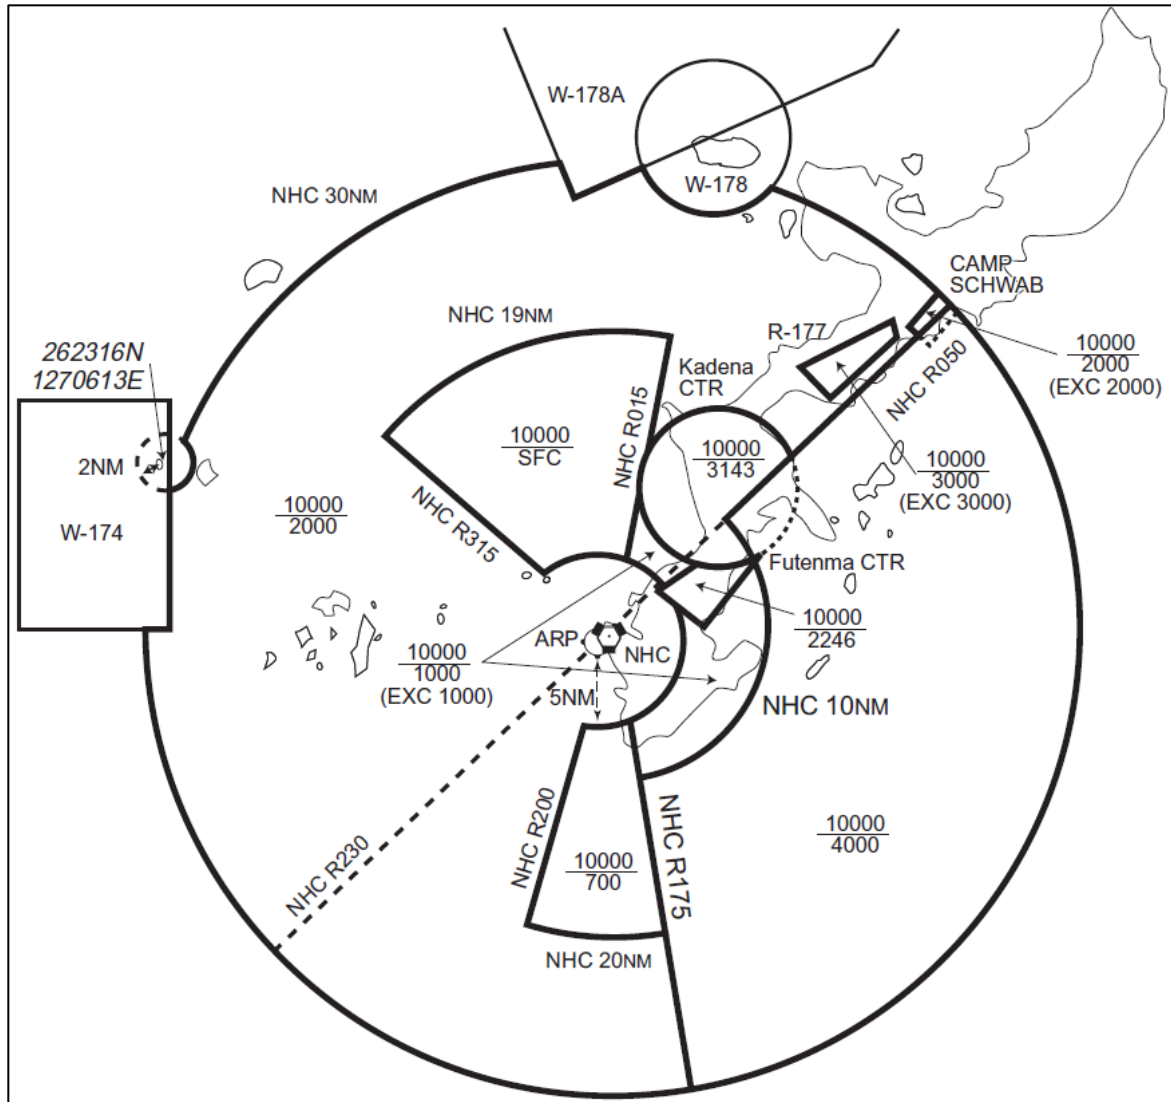 W-178A
W-178
NHC 30NM
CAMP
SCHWAB
NHC 19NM
R-177
10000
2000
(EXC 2000)
262316N
1270613E
Kadena
CTR
NHC R050
NHC R015
10000
SFC
10000
3143
10000
3000
(EXC 3000)
2NM
W-174
10000
2000
NHC R315
Futenma CTR
10000
2246
ARP
NHC
10000
1000
(EXC 1000)
5NM
NHC 10NM
NHC R200
NHC R175
10000
4000
NHC R230
10000
700
NHC 20NM